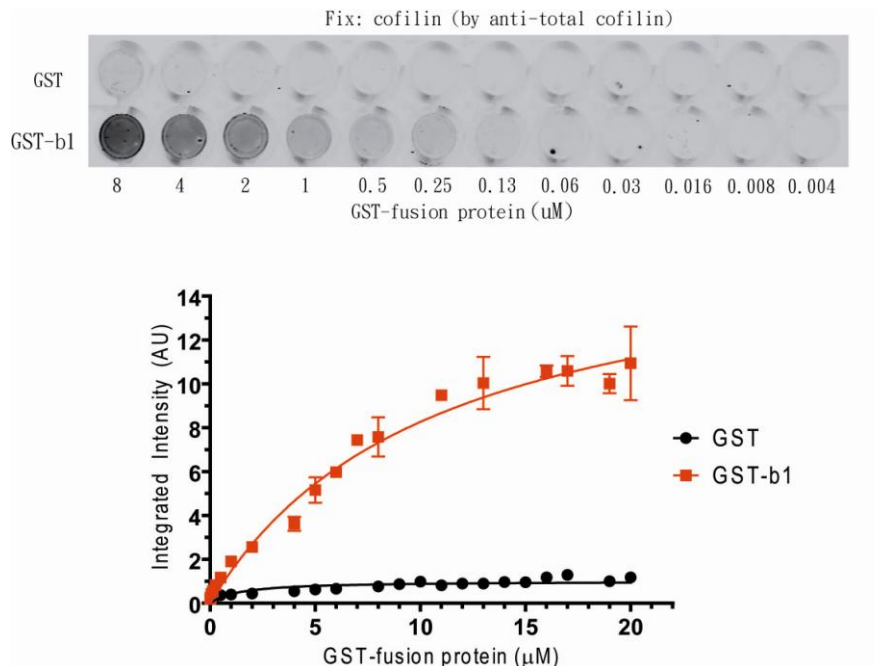 Fix: cofilin (by anti-total cofilin)
GST
GST-b1
8 4 2 1 0.5 0.25 0.13 0.06 0.03 0.016 0.008 0.004
GST-fusion protein(uM)
14
12
10
8
6
4
2
0
Integrated Intensity (AU)
0 5 10 15 20
GST-fusion protein (μM)
GST
GST-b1